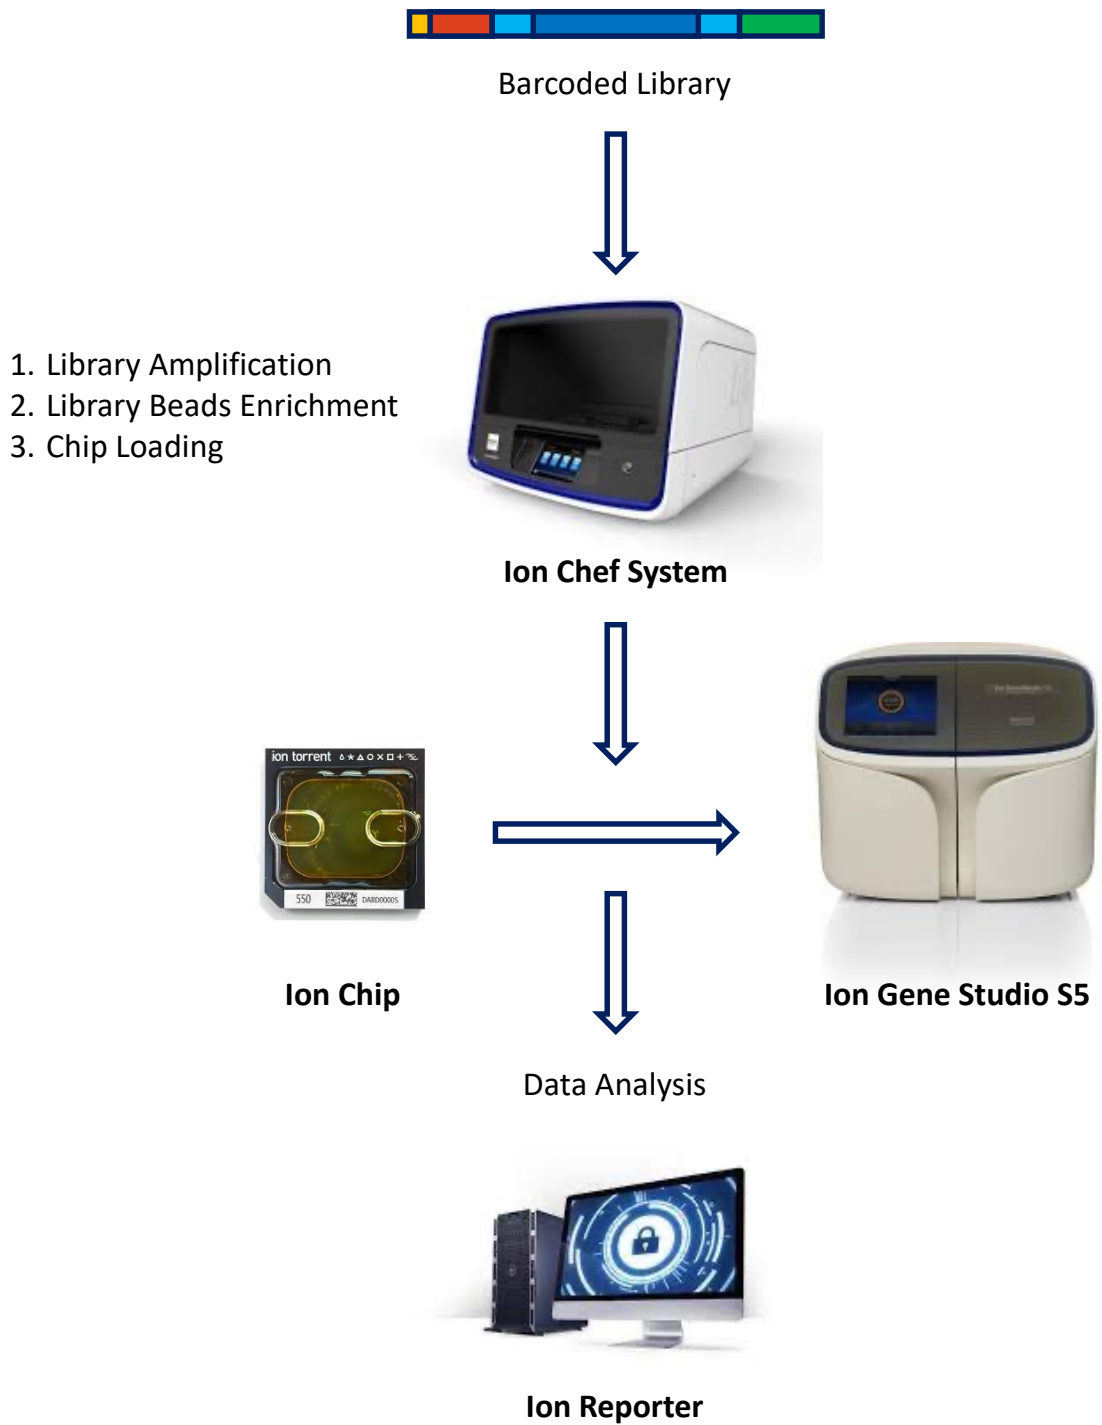 Barcoded Library
1. Library Amplification
2. Library Beads Enrichment
3. Chip Loading
Ion Chef System
ion torrent
550
DABD00005
Ion Chip
Ion Gene Studio S5
Data Analysis
Ion Reporter